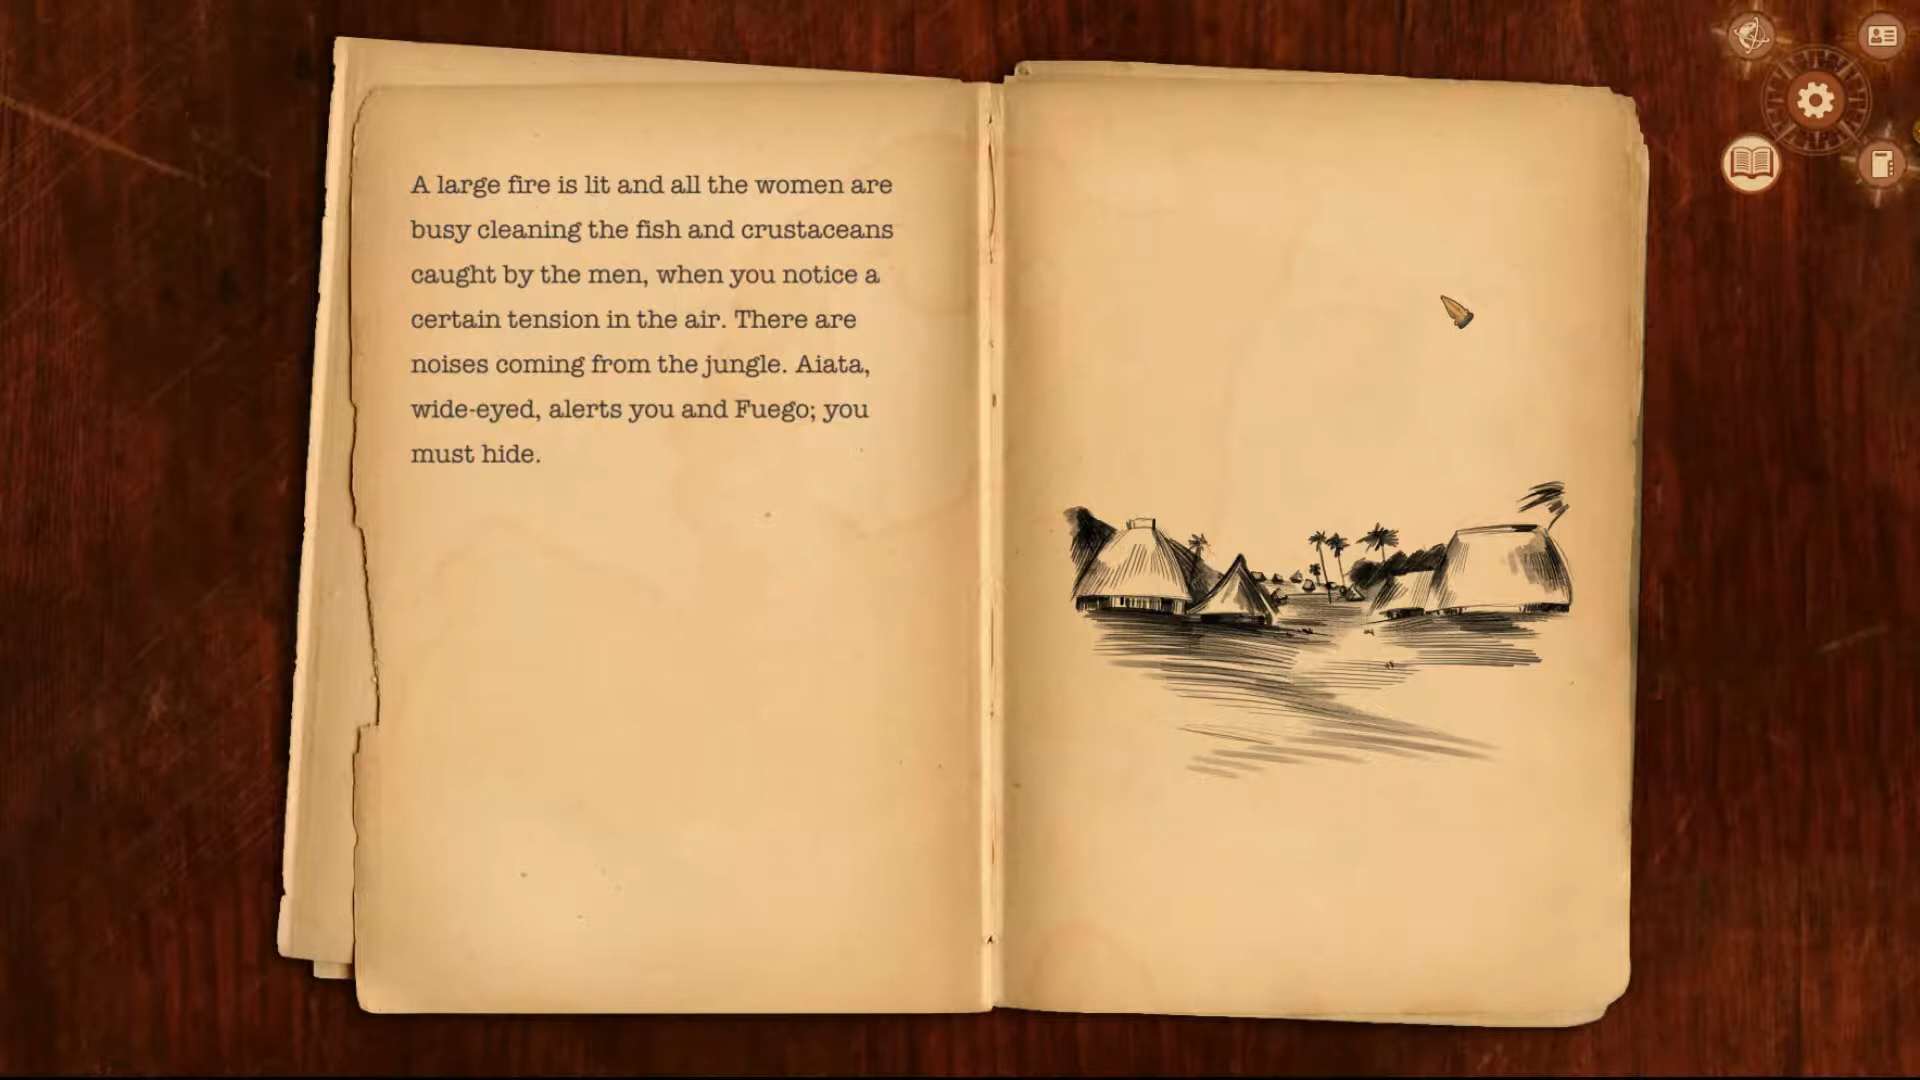 A large fire is lit and all the women are
busy cleaning the fish and crustaceans
caught by the men, when you notice a
certain tension in the air. There are
noises coming from the jungle. Aiata,
wide-eyed, alerts you and Fuego; you
must hide.